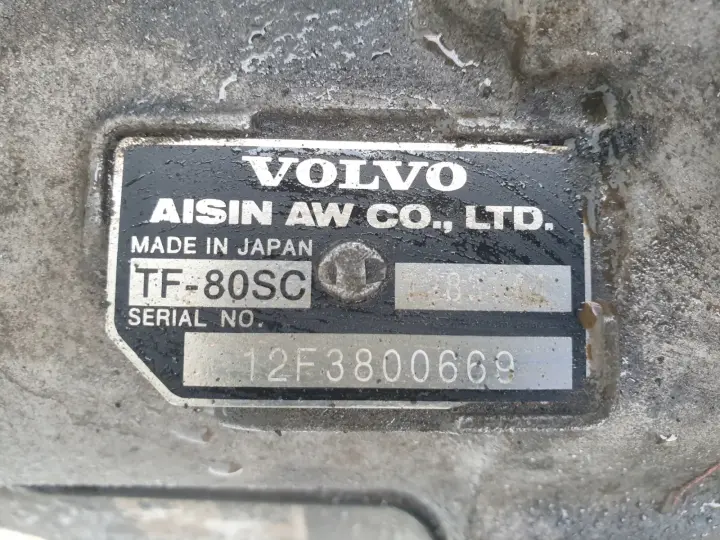 VOLVO
AISIN AW CO., LTD.
MADE IN JAPAN
TF-80SC
SERIAL NO.
12F3800669